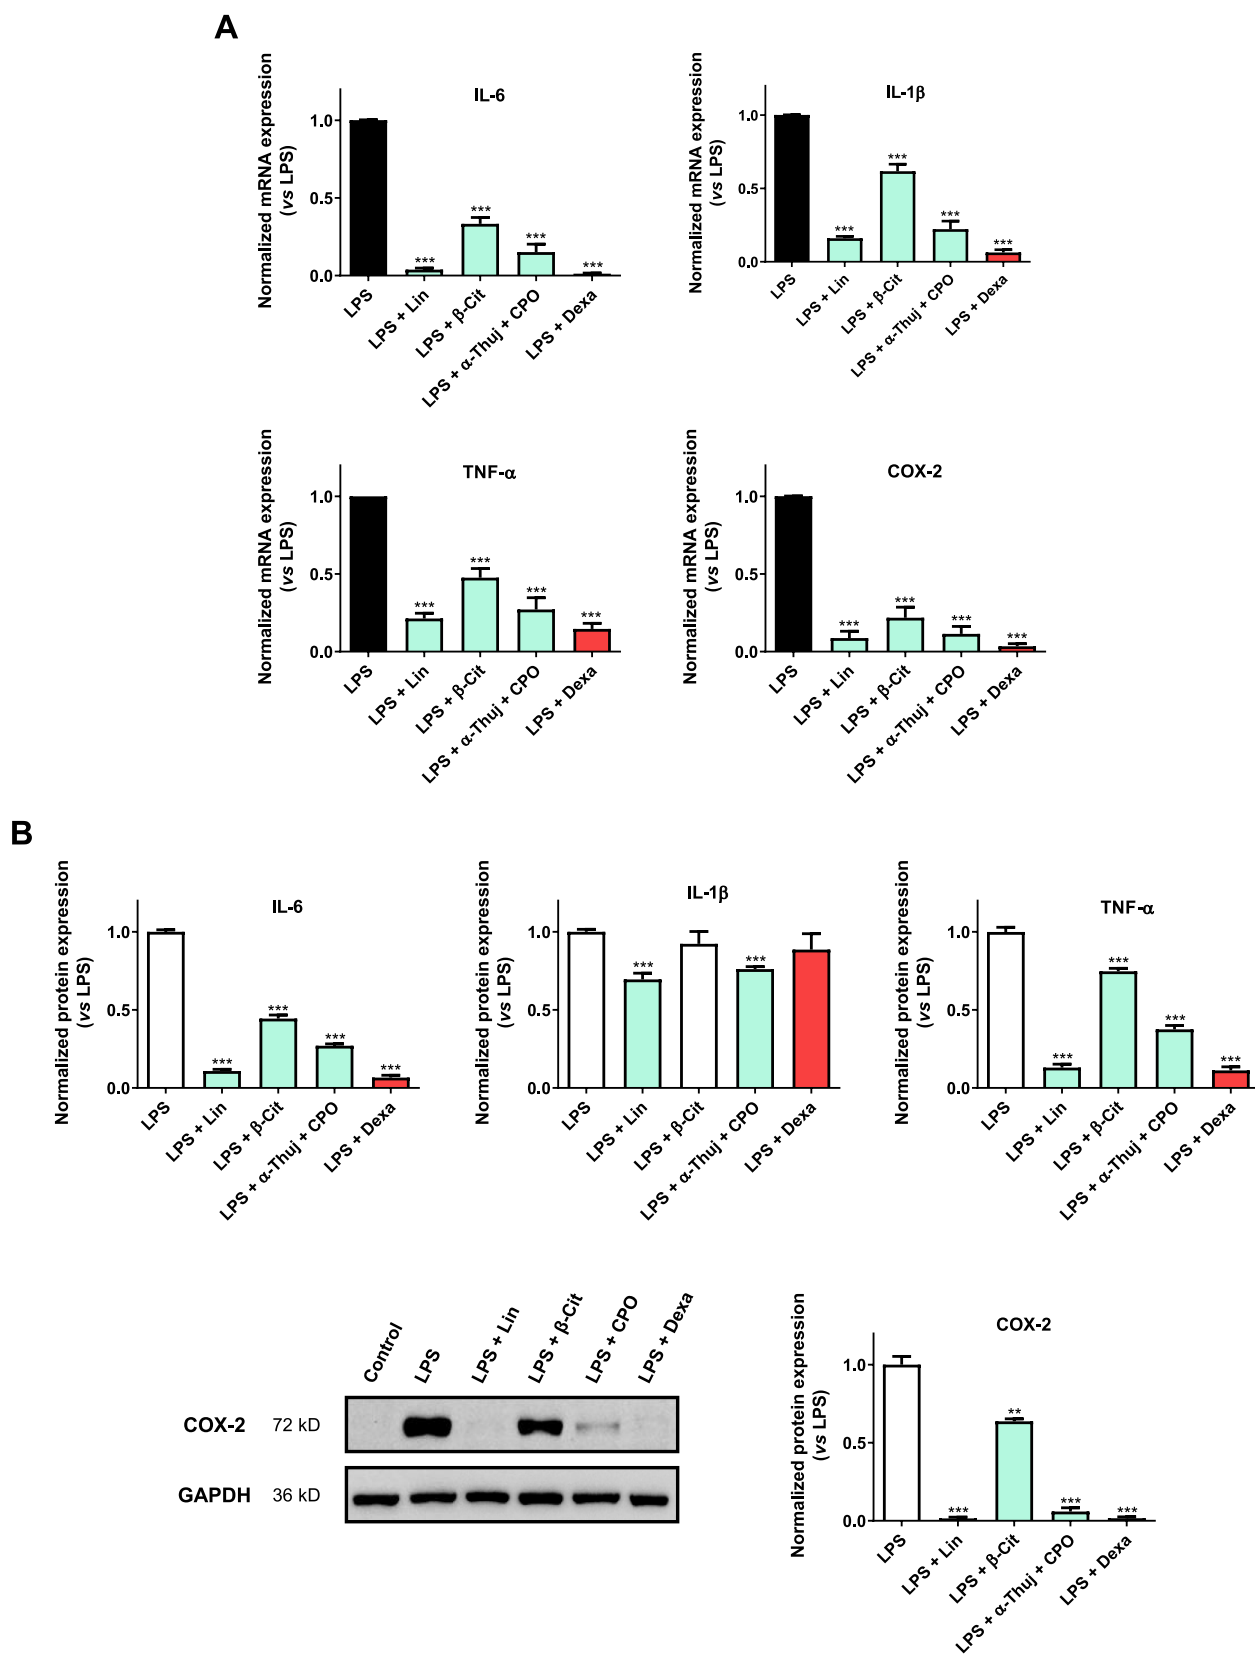 A
IL-6
Normalized mRNA expression
(vs LPS)
1.0
0.5
0.0
***
***
***
***
LPS
LPS + Lin
LPS + β-Cit
LPS + α-Thuj + CPO
LPS + Dexa
IL-1β
Normalized mRNA expression
(vs LPS)
1.0
0.5
0.0
***
***
***
***
LPS
LPS + Lin
LPS + β-Cit
LPS + α-Thuj + CPO
LPS + Dexa
TNF-α
Normalized mRNA expression
(vs LPS)
1.0
0.5
0.0
***
***
***
***
LPS
LPS + Lin
LPS + β-Cit
LPS + α-Thuj + CPO
LPS + Dexa
COX-2
Normalized mRNA expression
(vs LPS)
1.0
0.5
0.0
***
***
***
***
LPS
LPS + Lin
LPS + β-Cit
LPS + α-Thuj + CPO
LPS + Dexa
B
IL-6
Normalized protein expression
(vs LPS)
1.0
0.5
0.0
***
***
***
***
LPS
LPS + Lin
LPS + β-Cit
LPS + α-Thuj + CPO
LPS + Dexa
IL-1β
Normalized protein expression
(vs LPS)
1.0
0.5
0.0
***
***
LPS
LPS + Lin
LPS + β-Cit
LPS + α-Thuj + CPO
LPS + Dexa
TNF-α
Normalized protein expression
(vs LPS)
1.0
0.5
0.0
***
***
***
***
LPS
LPS + Lin
LPS + β-Cit
LPS + α-Thuj + CPO
LPS + Dexa
Control
LPS
LPS + Lin
LPS + β-Cit
LPS + CPO
LPS + Dexa
COX-2 72 kD
GAPDH 36 kD
COX-2
Normalized protein expression
(vs LPS)
1.0
0.5
0.0
***
**
***
***
LPS
LPS + Lin
LPS + β-Cit
LPS + α-Thuj + CPO
LPS + Dexa